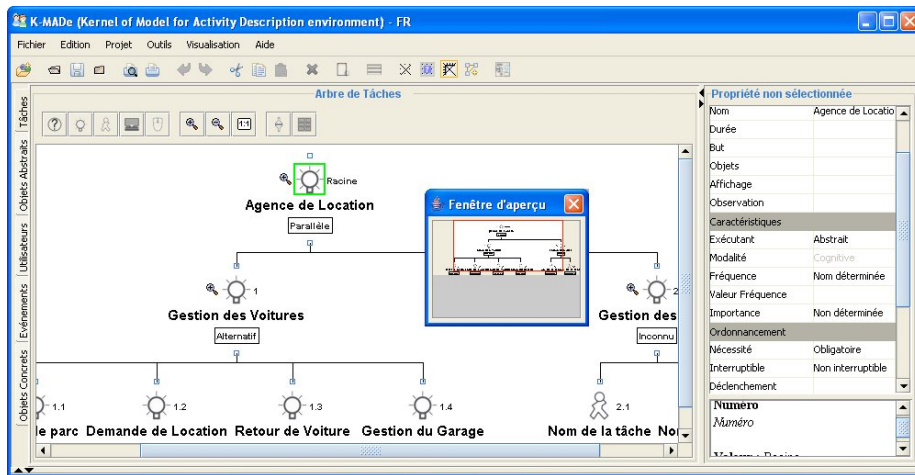 K-MADe (Kernel of Model for Activity Description environment) - FR
Fichier Edition Projet Outils Visualisation Aide
Arbre de Tâches
Tâches
Objets Abstraits
Utilisateurs
Evénements
Objets Concrets
1:1
Racine
Agence de Location
Parallèle
1
Gestion des Voitures
Alternatif
2
Gestion des
Inconnu
1.1
1.2
1.3
1.4
2.1
le parc Demande de Location Retour de Voiture Gestion du Garage Nom de la tâche No
Fenêtre d'aperçu
Propriété non sélectionnée
Nom Agence de Locatio
Durée
But
Objets
Affichage
Observation
Caractéristiques
Exécutant Abstrait
Modalité Cognitive
Fréquence Nom déterminée
Valeur Fréquence
Importance Non déterminée
Ordonnancement
Nécessité Obligatoire
Interruptible Non interruptible
Déclenchement
Numéro
Numéro
Valeur : Racine